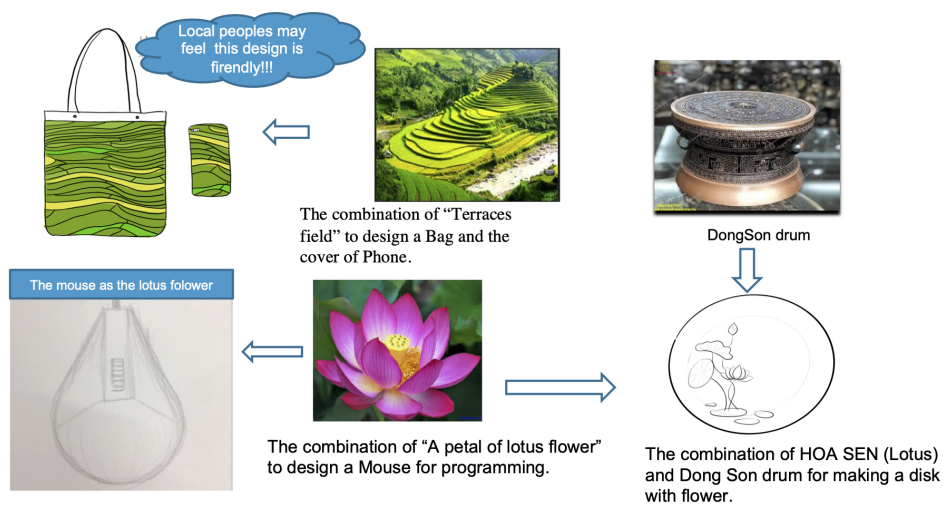 Local peoples may
feel this design is
firendly!!!
The combination of “Terraces
field” to design a Bag and the
cover of Phone.
DongSon drum
The mouse as the lotus folower
The combination of “A petal of lotus flower”
to design a Mouse for programming.
The combination of HOA SEN (Lotus)
and Dong Son drum for making a disk
with flower.